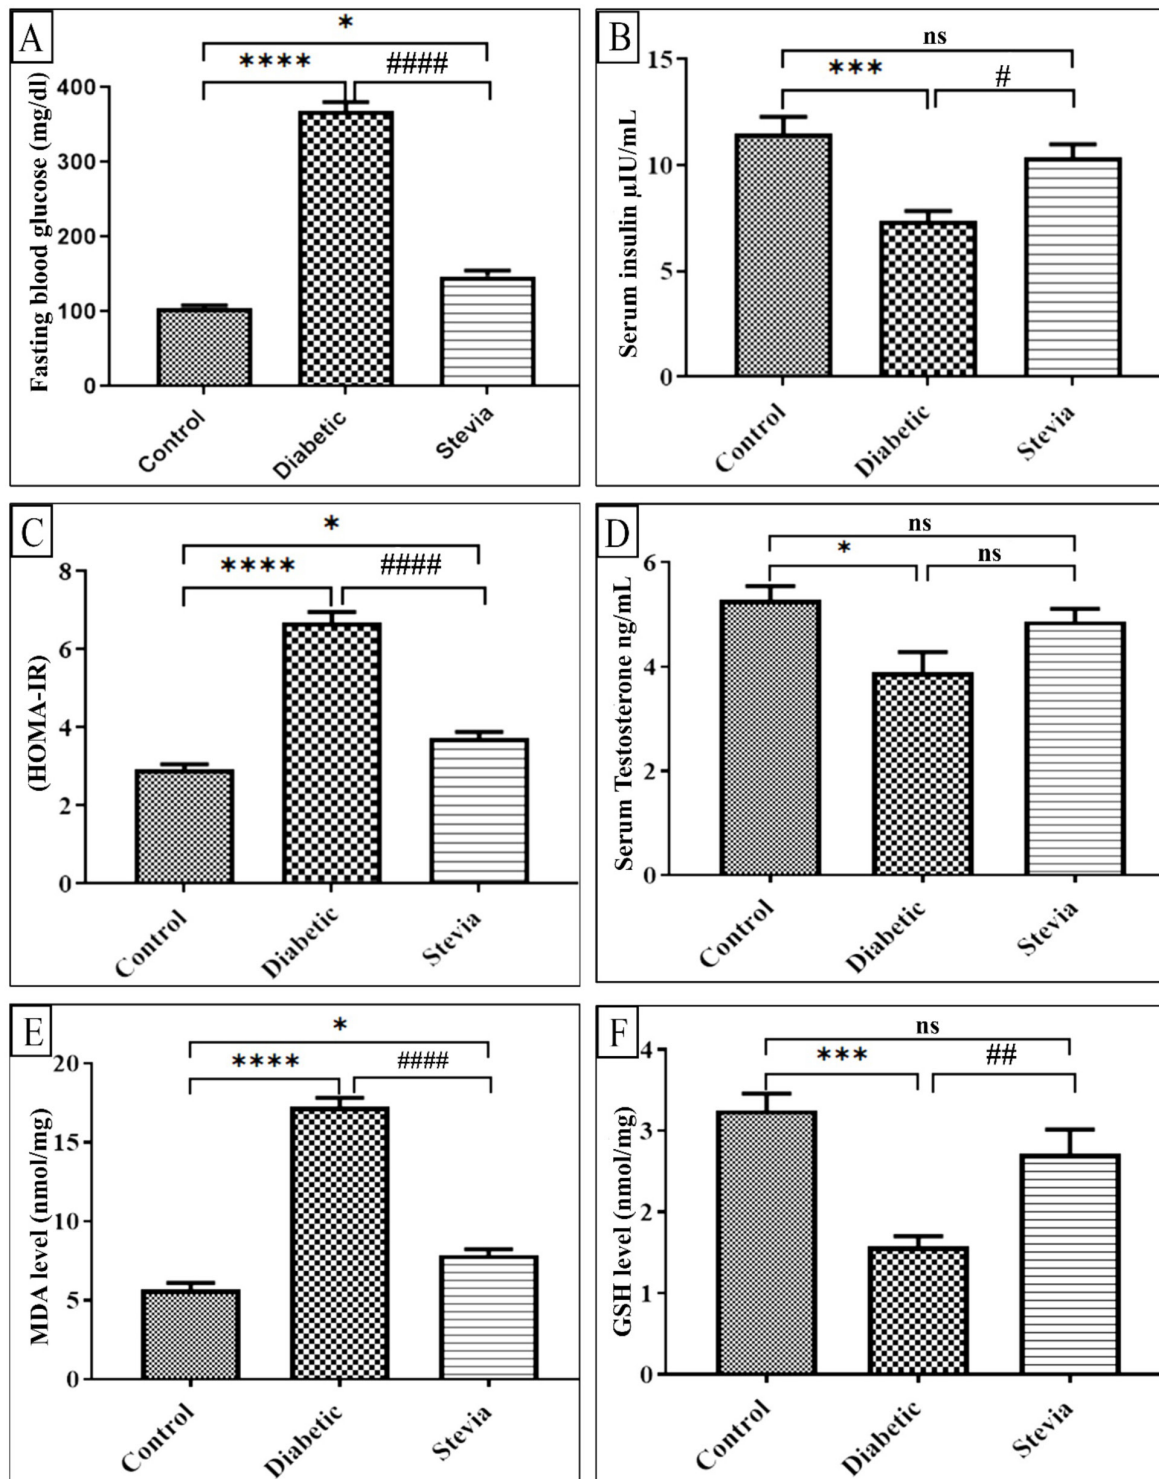 A
*
**** ####
Fasting blood glucose (mg/dl)
400
300
200
100
0
Control
Diabetic
Stevia
B
ns
*** #
Serum insulin µIU/mL
15
10
5
0
Control
Diabetic
Stevia
C
*
**** ####
(HOMA-IR)
8
6
4
2
0
Control
Diabetic
Stevia
D
ns
* ns
Serum Testosterone ng/mL
6
4
2
0
Control
Diabetic
Stevia
E
*
**** ####
MDA level (nmol/mg)
20
15
10
5
0
Control
Diabetic
Stevia
F
ns
*** ##
GSH level (nmol/mg)
4
3
2
1
0
Control
Diabetic
Stevia